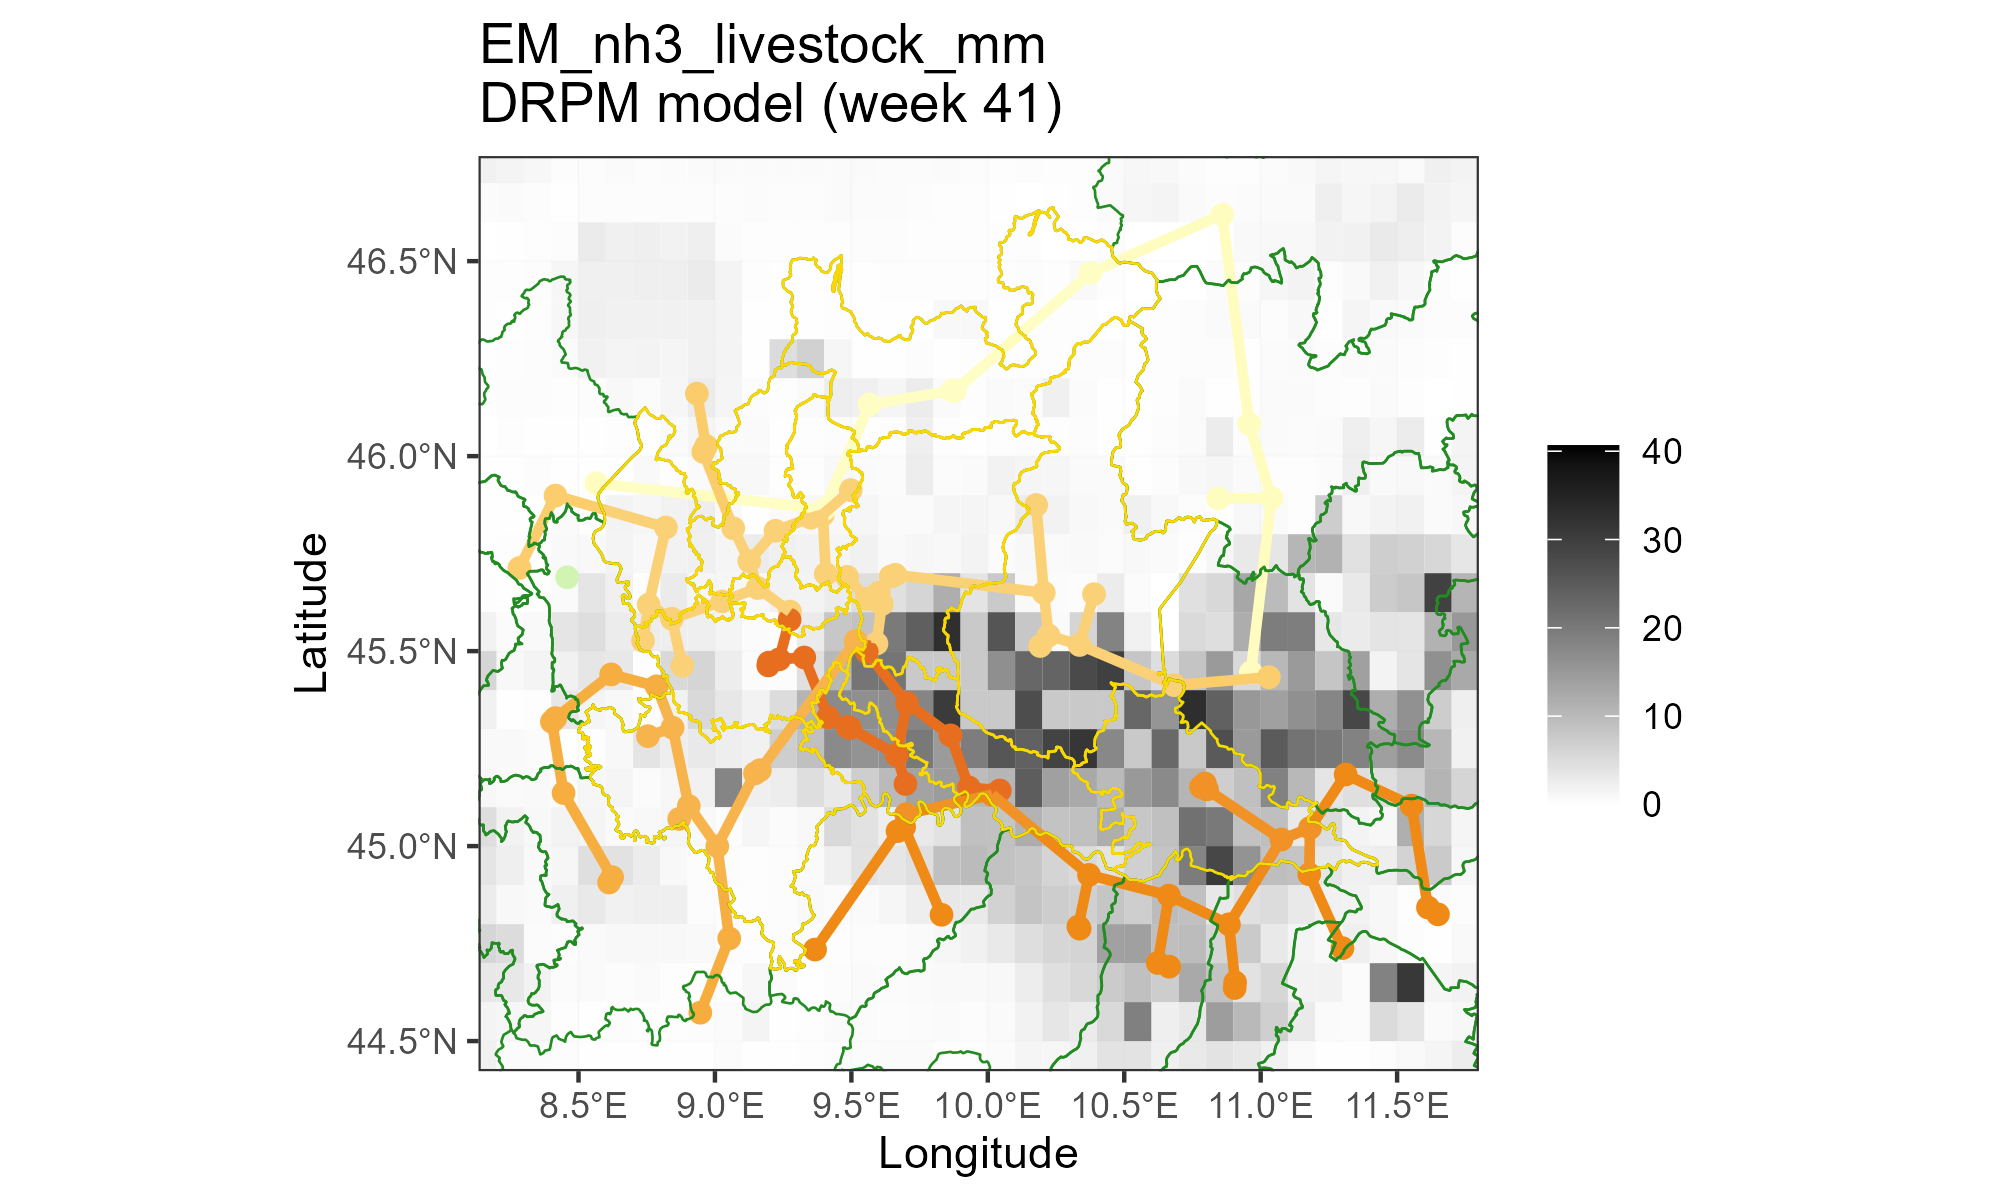 EM_nh3_livestock_mm
DRPM model (week 41)
46.5°N
46.0°N
45.5°N
45.0°N
44.5°N
Latitude
8.5°E 9.0°E 9.5°E 10.0°E 10.5°E 11.0°E 11.5°E
Longitude
40
30
20
10
0